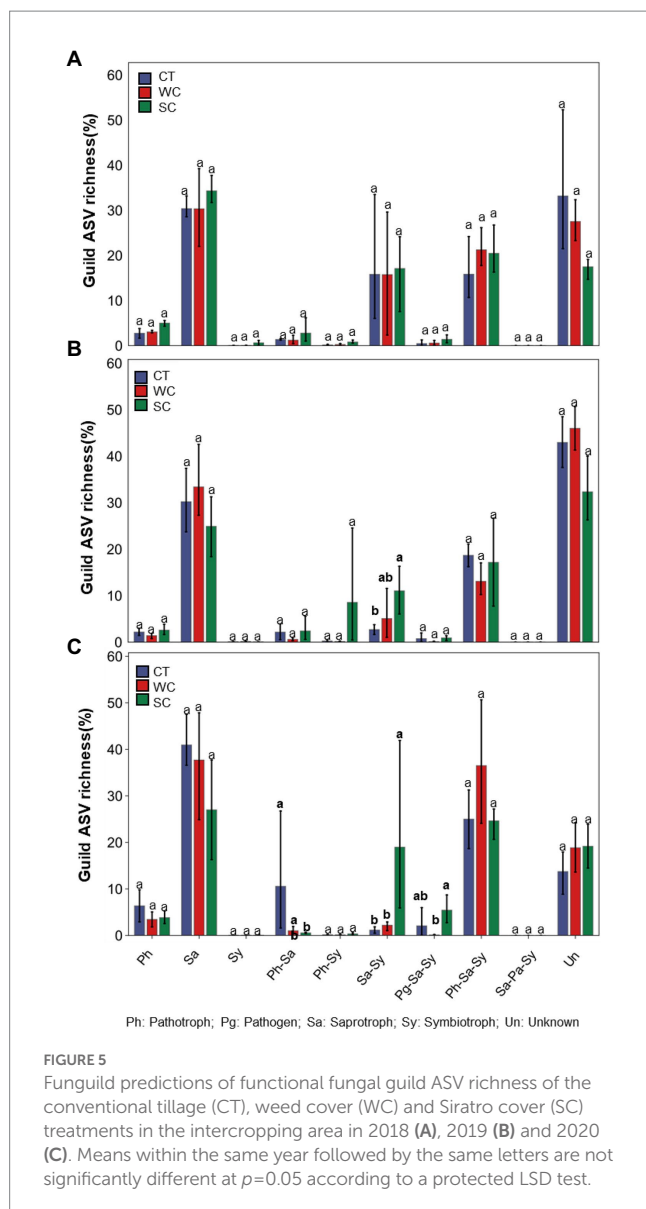 A
60
50
40
30
20
10
0
Guild ASV richness(%)
CT
WC
SC
a a a a a a a a a a a a a a a a a a a a a a a a a a a a a a
B
60
50
40
30
20
10
0
Guild ASV richness(%)
CT
WC
SC
a a a a a a a a a a a a a a a b ab a a a a a a a a a a a a a
C
60
50
40
30
20
10
0
Guild ASV richness(%)
CT
WC
SC
a a a a a a a a a a a b b a a a b b a ab b a a a a a a a a a a
Ph Sa Sy Ph-Sa Ph-Sy Sa-Sy Pg-Sa-Sy Ph-Sa-Sy Sa-Pa-Sy Un
Ph: Pathotroph; Pg: Pathogen; Sa: Saprotroph; Sy: Symbiotroph; Un: Unknown
FIGURE 5
Funguild predictions of functional fungal guild ASV richness of the
conventional tillage (CT), weed cover (WC) and Siratro cover (SC)
treatments in the intercropping area in 2018 (A), 2019 (B) and 2020
(C). Means within the same year followed by the same letters are not
significantly different at p=0.05 according to a protected LSD test.